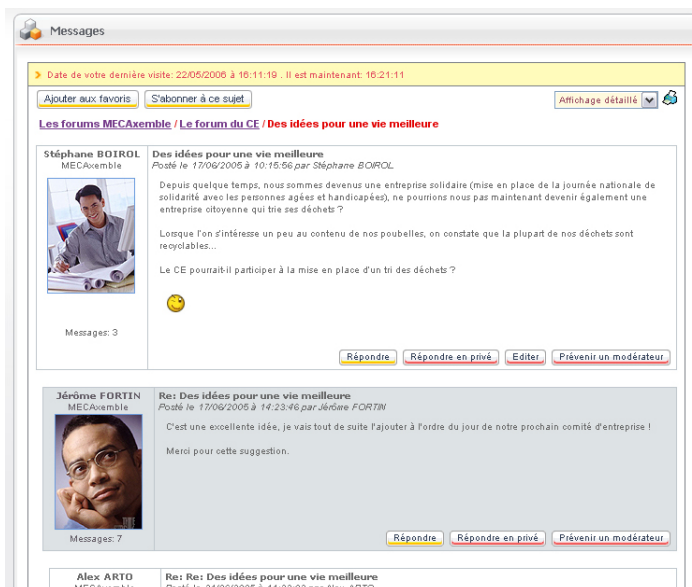 Messages
Date de votre dernière visite: 22/05/2006 à 16:11:19 . Il est maintenant: 16:21:11
Ajouter aux favoris S'abonner à ce sujet Affichage détaillé
Les forums MECAxemble / Le forum du CE / Des idées pour une vie meilleure
Stéphane BOIROL
MECAxemble
Messages: 3
Des idées pour une vie meilleure
Posté le 17/06/2005 à 10:15:56 par Stéphane BOIROL
Depuis quelque temps, nous sommes devenus une entreprise solidaire (mise en place de la journée nationale de
solidarité avec les personnes agées et handicapées), ne pourrions nous pas maintenant devenir également une
entreprise citoyenne qui trie ses déchets ?
Lorsque l'on s'intéresse un peu au contenu de nos poubelles, on constate que la plupart de nos déchets sont
recyclables...
Le CE pourrait-il participer à la mise en place d'un tri des déchets ?
Répondre Répondre en privé Editer Prévenir un modérateur
Jérôme FORTIN
MECAxemble
Messages: 7
Re: Des idées pour une vie meilleure
Posté le 17/06/2005 à 14:23:46 par Jérôme FORTIN
C'est une excellente idée, je vais tout de suite l'ajouter à l'ordre du jour de notre prochain comité d'entreprise !
Merci pour cette suggestion.
Répondre Répondre en privé Prévenir un modérateur
Alex ARTO
MECAxemble
Re: Re: Des idées pour une vie meilleure